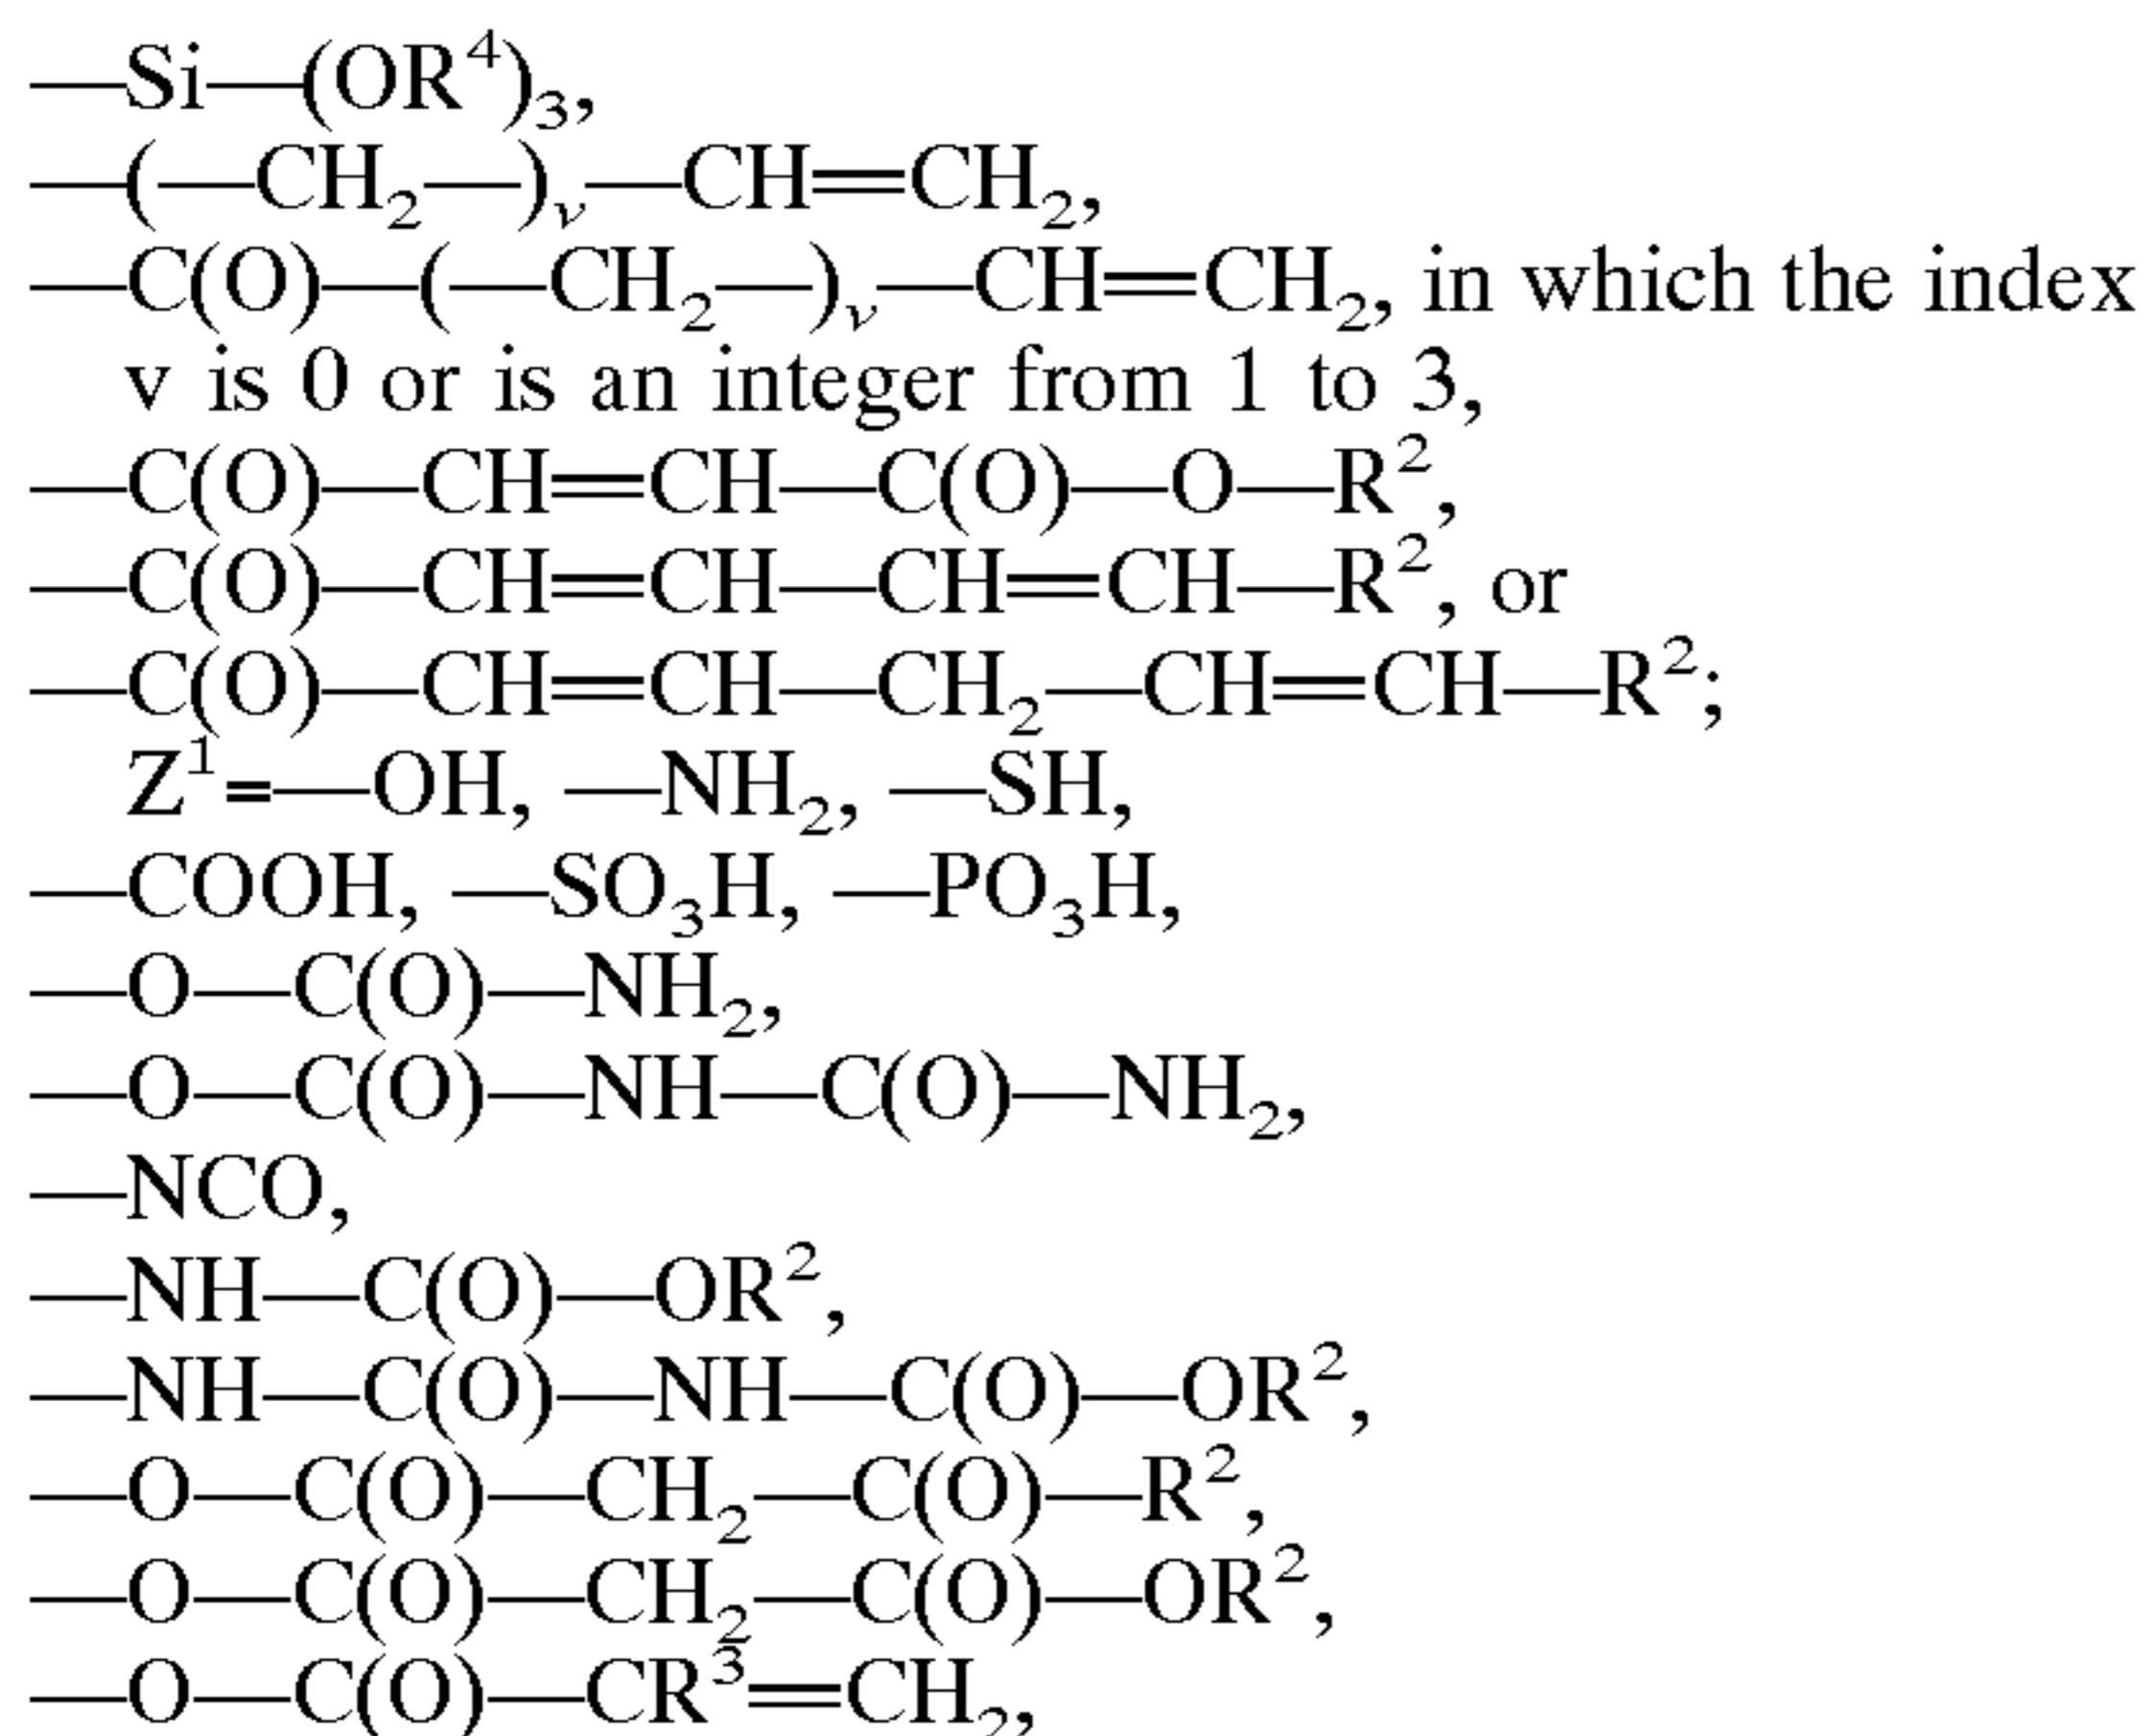 —Si—(OR⁴)₃,
—(—CH₂—)ᵥ—CH=CH₂,
—C(O)—(—CH₂—)ᵥ—CH=CH₂, in which the index
v is 0 or is an integer from 1 to 3,
—C(O)—CH=CH—C(O)—O—R²,
—C(O)—CH=CH—CH=CH—R², or
—C(O)—CH=CH—CH₂—CH=CH—R²;
Z¹=—OH, —NH₂, —SH,
—COOH, —SO₃H, —PO₃H,
—O—C(O)—NH₂,
—O—C(O)—NH—C(O)—NH₂,
—NCO,
—NH—C(O)—OR²,
—NH—C(O)—NH—C(O)—OR²,
—O—C(O)—CH₂—C(O)—R²,
—O—C(O)—CH₂—C(O)—OR²,
—O—C(O)—CR³=CH₂,